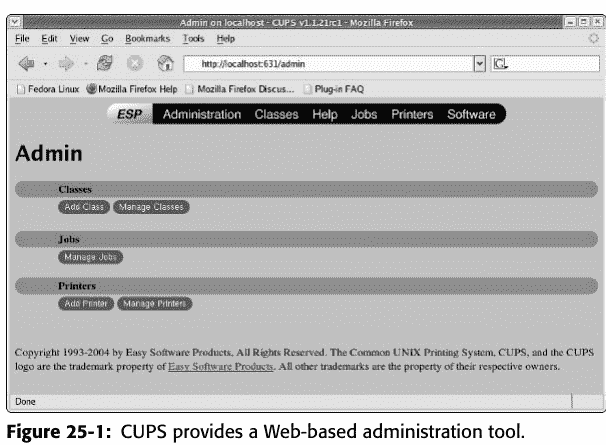 Admin on localhost - CUPS v1.1.21rc1 - Mozilla Firefox
File Edit View Go Bookmarks Tools Help
http://localhost:631/admin
G
Fedora Linux Mozilla Firefox Help Mozilla Firefox Discus... Plug-in FAQ
ESP Administration Classes Help Jobs Printers Software
Admin
Classes
Add Class Manage Classes
Jobs
Manage Jobs
Printers
Add Printer Manage Printers
Copyright 1993-2004 by Easy Software Products, All Rights Reserved. The Common UNIX Printing System, CUPS, and the CUPS
logo are the trademark property of Easy Software Products. All other trademarks are the property of their respective owners.
Done
Figure 25-1: CUPS provides a Web-based administration tool.